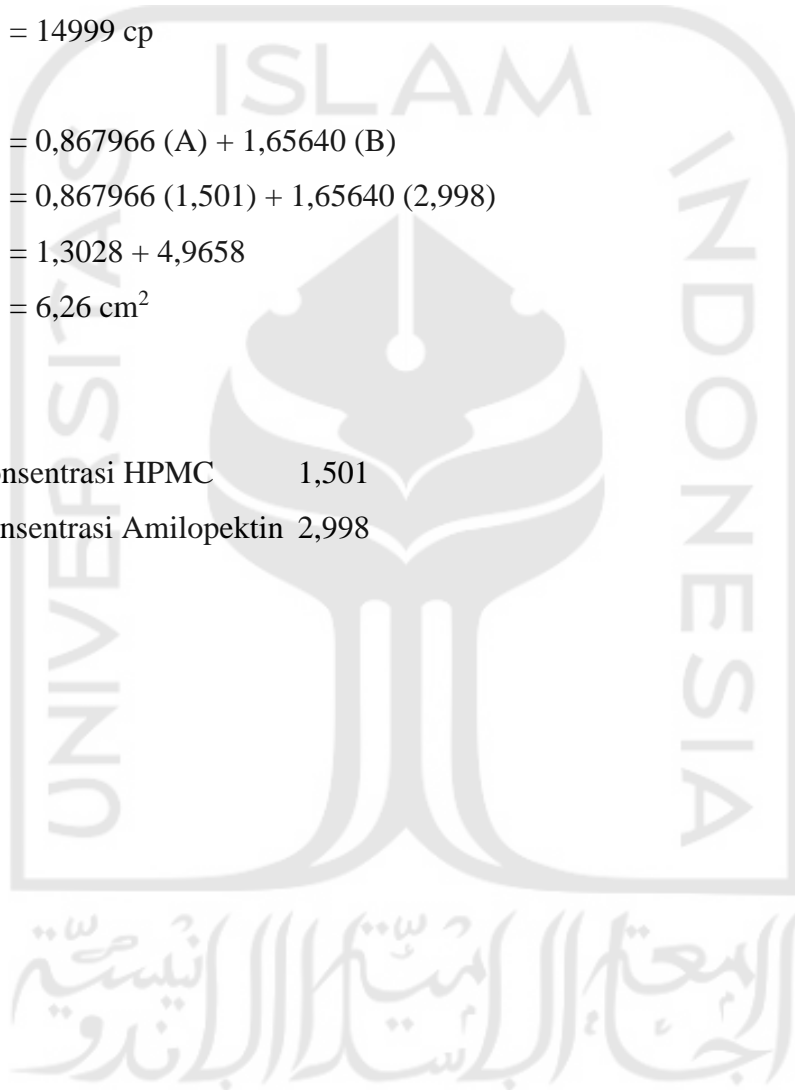 = 14999 cp
= 0,867966 (A) + 1,65640 (B)
= 0,867966 (1,501) + 1,65640 (2,998)
= 1,3028 + 4,9658
= 6,26 cm²
onsentrasi HPMC 1,501
nsentrasi Amilopektin 2,998
UNIVERSITAS
ISLAM
INDONESIA